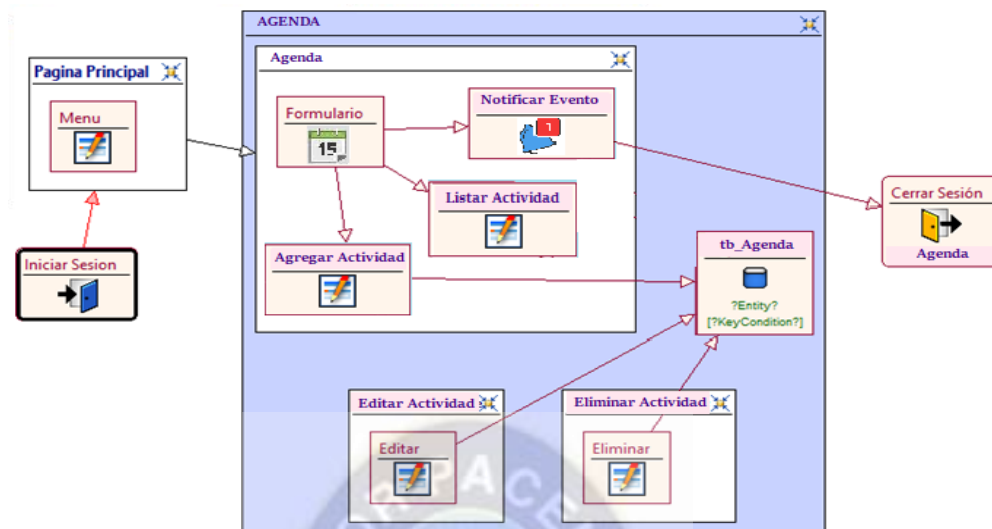 AGENDA
Agenda
Pagina Principal
Menu
Formulario
15
Notificar Evento
1
Listar Actividad
Cerrar Sesión
Agenda
Iniciar Sesion
Agregar Actividad
tb_Agenda
?Entity?
[?KeyCondition?]
Editar Actividad
Editar
Eliminar Actividad
Eliminar
PACE